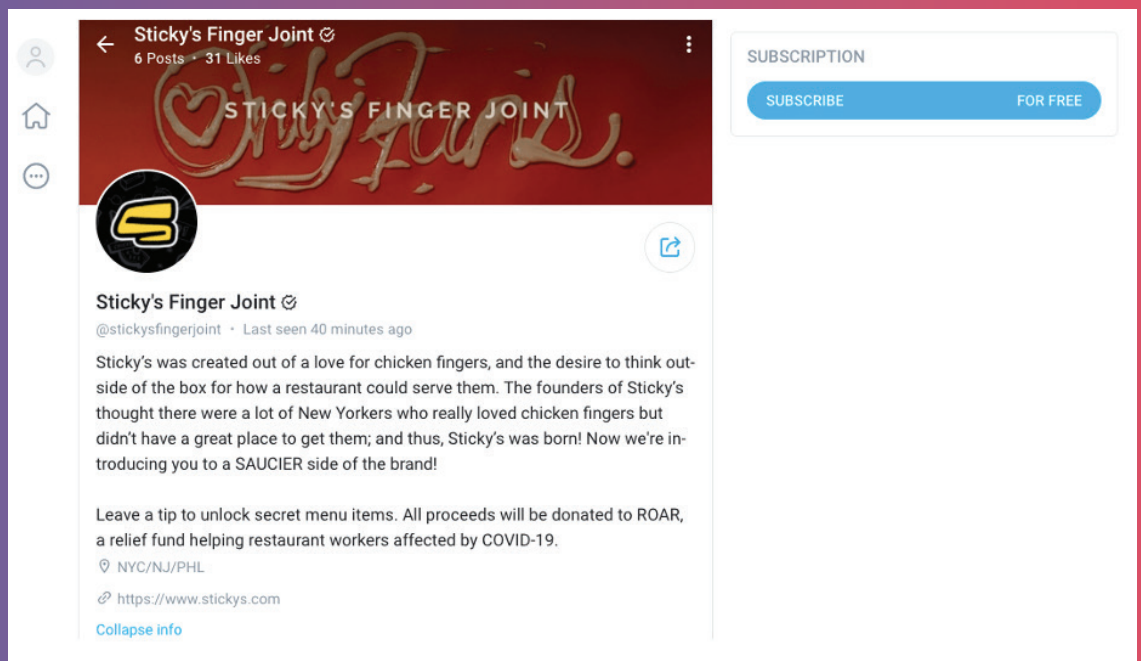 Sticky's Finger Joint
6 Posts • 31 Likes
OnlyFans.
STICKY'S FINGER JOINT
SUBSCRIPTION
SUBSCRIBE FOR FREE
S
Sticky's Finger Joint
@stickysfingerjoint • Last seen 40 minutes ago
Sticky’s was created out of a love for chicken fingers, and the desire to think out-
side of the box for how a restaurant could serve them. The founders of Sticky’s
thought there were a lot of New Yorkers who really loved chicken fingers but
didn’t have a great place to get them; and thus, Sticky’s was born! Now we're in-
troducing you to a SAUCIER side of the brand!
Leave a tip to unlock secret menu items. All proceeds will be donated to ROAR,
a relief fund helping restaurant workers affected by COVID-19.
NYC/NJ/PHL
https://www.stickys.com
Collapse info